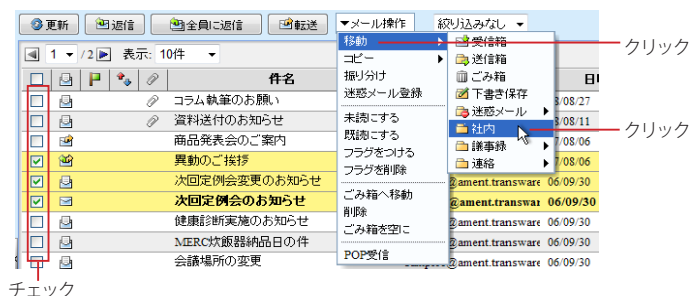 更新 返信 全員に返信 転送 ▼メール操作 絞り込みなし
1 / 2 表示: 10件
件名
コラム執筆のお願い 3/08/27
資料送付のお知らせ 3/08/11
商品発表会のご案内 7/08/06
異動のご挨拶 7/08/06
次回定例会変更のお知らせ @ament.transware 06/09/30
次回定例会のお知らせ @ament.transwar 06/09/30
健康診断実施のお知らせ @ament.transware 06/09/30
MERC炊飯器納品日の件 @ament.transware 06/09/30
会議場所の変更 @ament.transware 06/09/30
移動
コピー
振り分け
迷惑メール登録
未読にする
既読にする
フラグをつける
フラグを削除
ごみ箱へ移動
削除
ごみ箱を空に
POP受信
受信箱
送信箱
ごみ箱
下書き保存
迷惑メール
社内
議事録
連絡
クリック
クリック
チェック